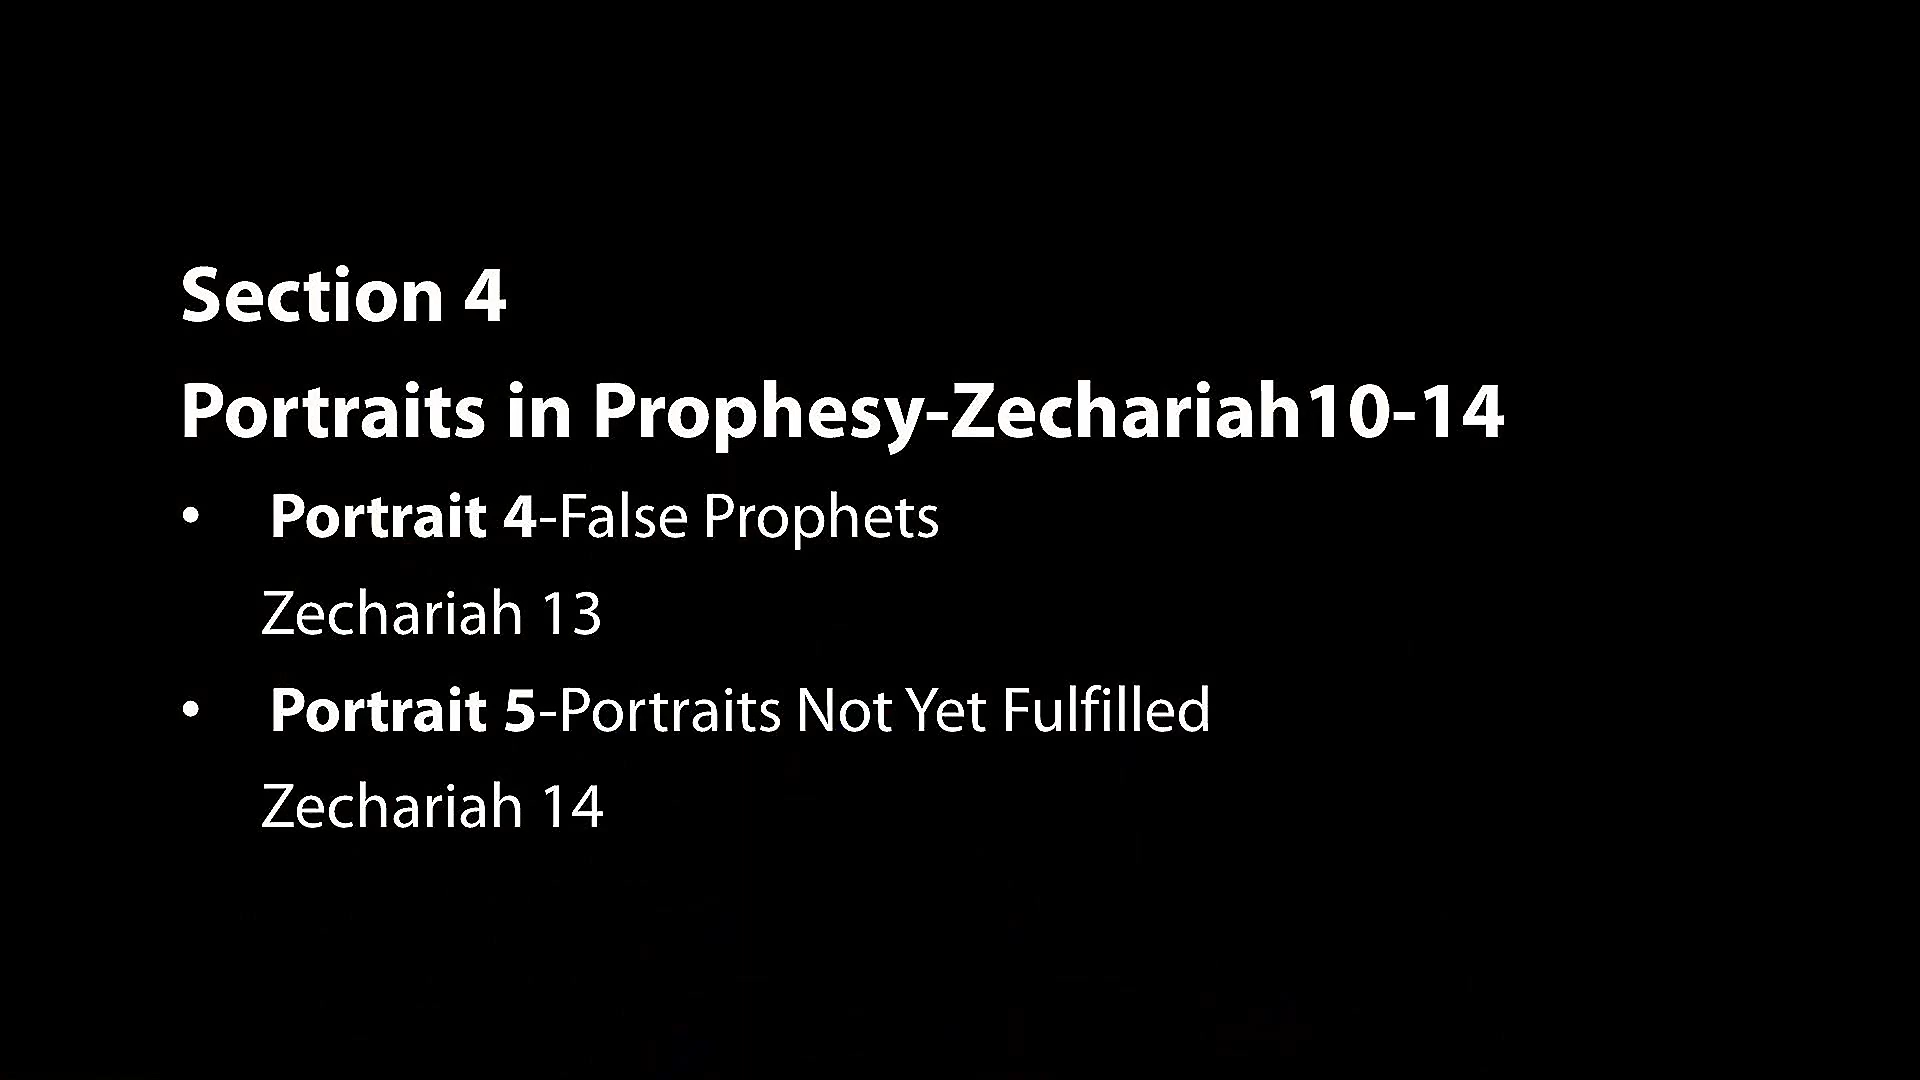 Section 4
Portraits in Prophesy-Zechariah10-14
• Portrait 4-False Prophets
Zechariah 13
• Portrait 5-Portraits Not Yet Fulfilled
Zechariah 14